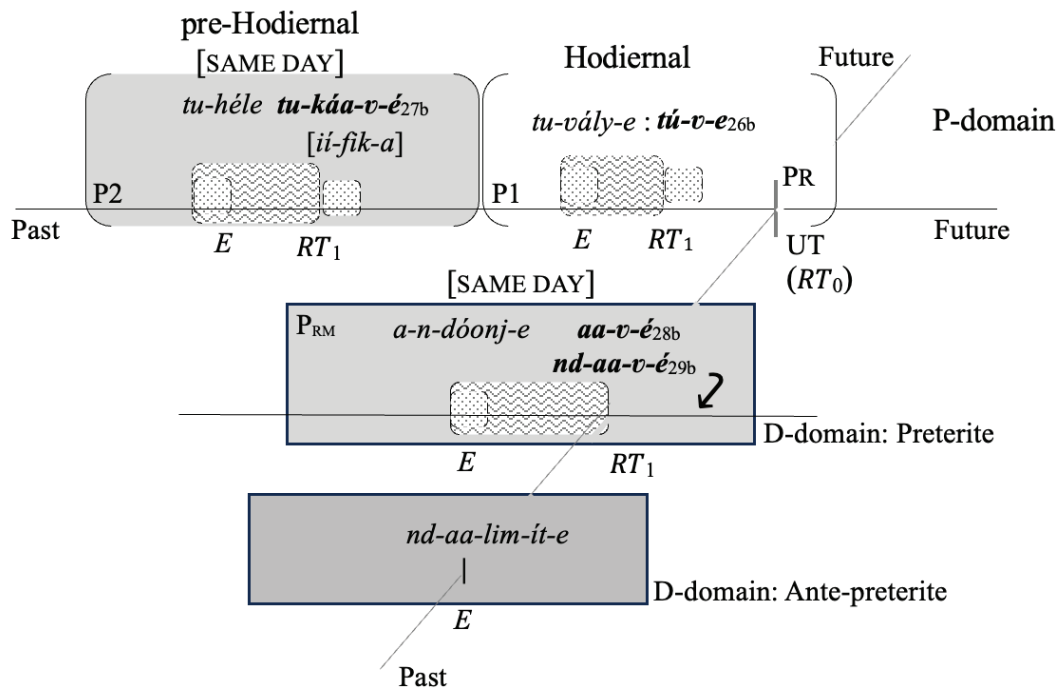 pre-Hodiernal
[SAME DAY]
Hodiernal
Future
tu-héle tu-káa-v-é27b
[ií-fìk-a]
tu-vály-e : tú-v-e26b
P-domain
P2
P1
PR
Past
E
RT1
E
RT1
UT
(RT0)
Future
[SAME DAY]
PRM
a-n-dóonj-e
aa-v-é28b
nd-aa-v-é29b
D-domain: Preterite
E
RT1
nd-aa-lim-ít-e
D-domain: Ante-preterite
E
Past